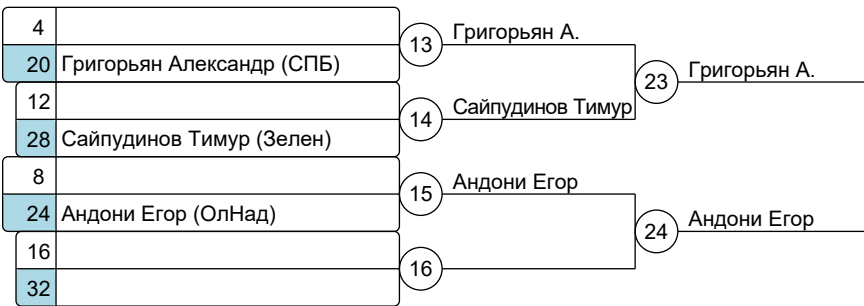 4
13
Григорьян А.
20 Григорьян Александр (СПБ)
23
Григорьян А.
12
14
Сайпудинов Тимур
28 Сайпудинов Тимур (Зелен)
8
15
Андони Егор
24 Андони Егор (ОлНад)
24
Андони Егор
16
16
32